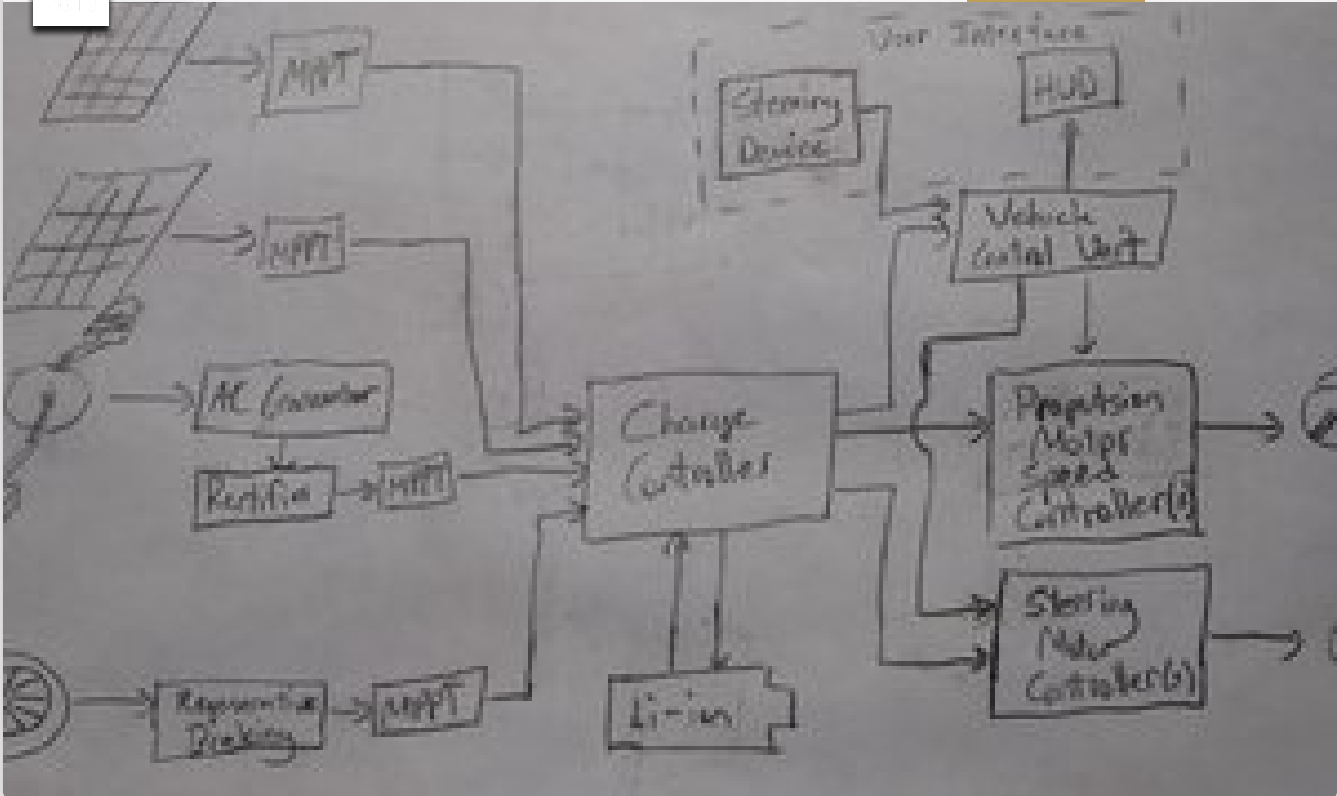 MPPT
User Interface
HUD
Steering
Device
MPPT
Vehicle
Control Unit
AC Generator
Rectifier
MPPT
Charge
Controller
Propulsion
Motor
Speed
Controller(s)
Steering
Motor
Controller(s)
Regenerative
Braking
MPPT
Li-ion